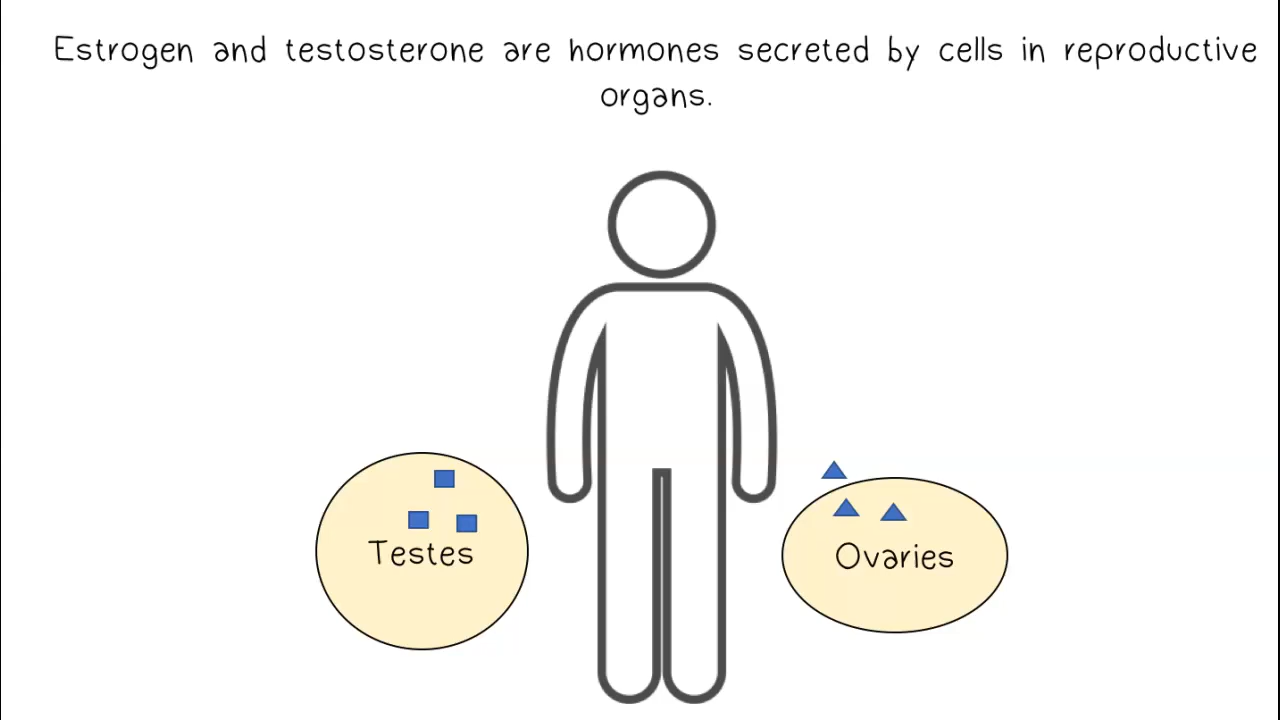 Estrogen and testosterone are hormones secreted by cells in reproductive
organs.
Testes
Ovaries